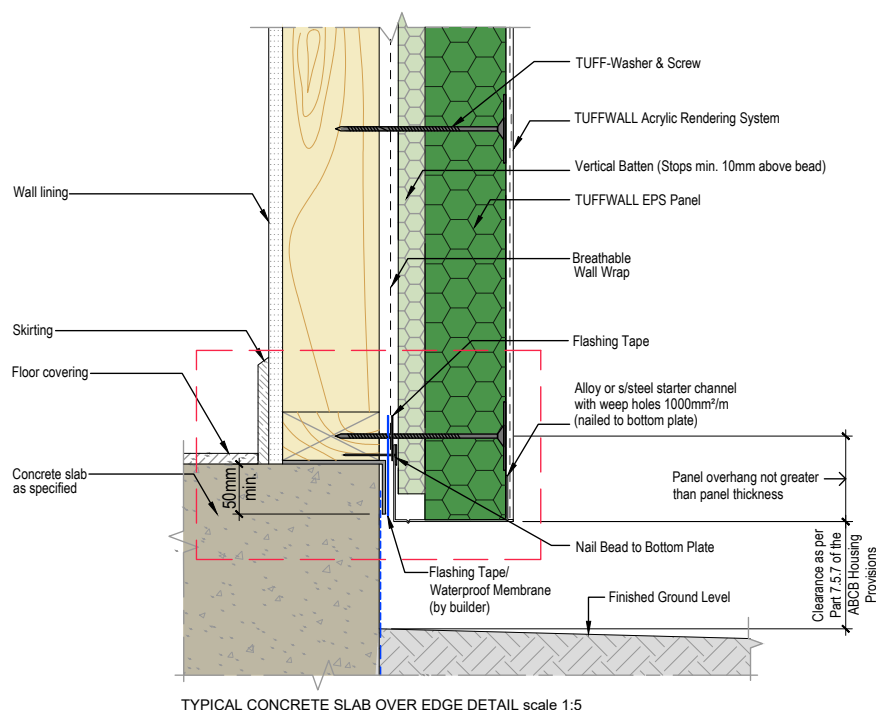 TUFF-Washer & Screw
TUFFWALL Acrylic Rendering System
Vertical Batten (Stops min. 10mm above bead)
Wall lining
TUFFWALL EPS Panel
Breathable
Wall Wrap
Skirting
Flashing Tape
Floor covering
Alloy or s/steel starter channel
with weep holes 1000mm²/m
(nailed to bottom plate)
Concrete slab
as specified
50mm
min.
Panel overhang not greater
than panel thickness
Nail Bead to Bottom Plate
Flashing Tape/
Waterproof Membrane
(by builder)
Finished Ground Level
Clearance as per
Part 7.5.7 of the
ABCB Housing
Provisions
TYPICAL CONCRETE SLAB OVER EDGE DETAIL scale 1:5